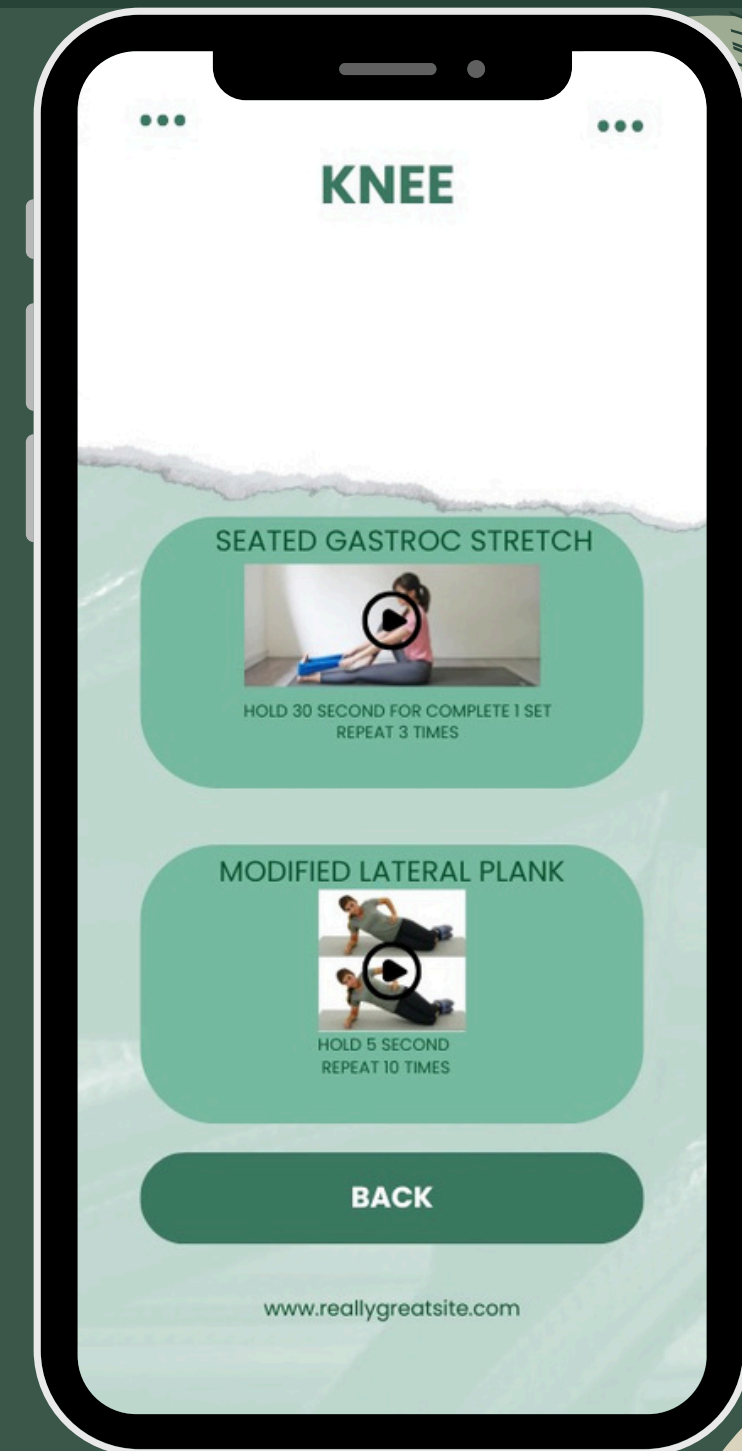 KNEE
SEATED GASTROC STRETCH
HOLD 30 SECOND FOR COMPLETE 1 SET
REPEAT 3 TIMES
MODIFIED LATERAL PLANK
HOLD 5 SECOND
REPEAT 10 TIMES
BACK
www.reallygreatsite.com